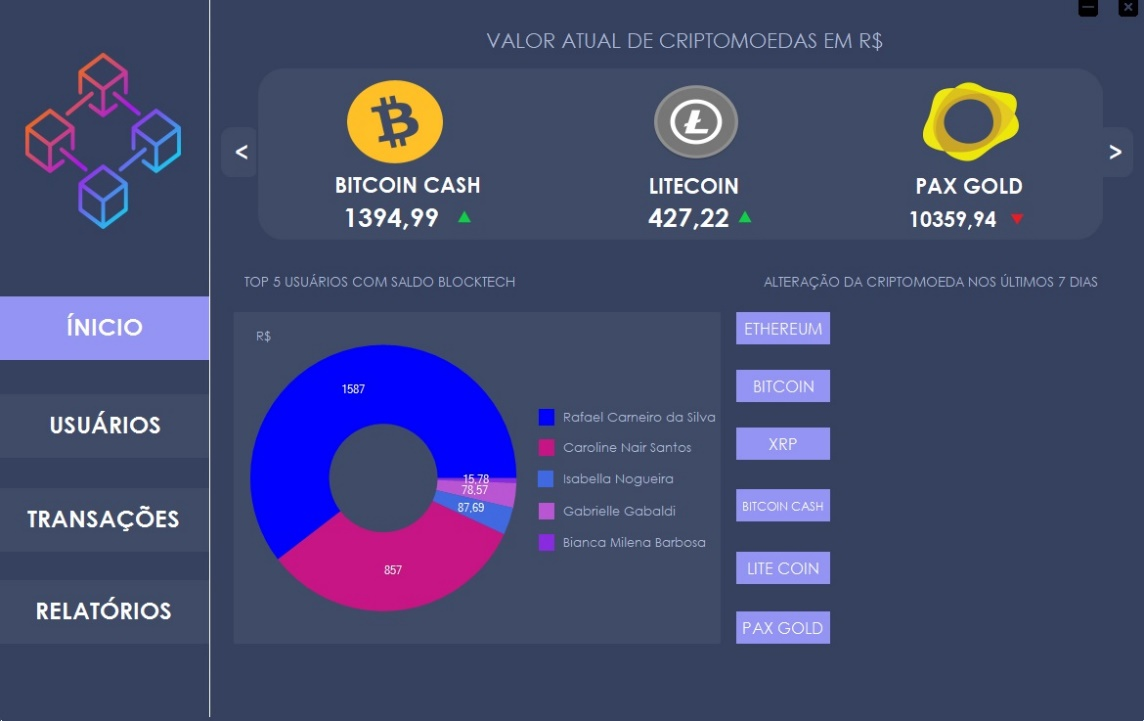 VALOR ATUAL DE CRIPTOMOEDAS EM R$
<
BITCOIN CASH
1394,99
LITECOIN
427,22
PAX GOLD
10359,94
>
ÍNICIO
USUÁRIOS
TRANSAÇÕES
RELATÓRIOS
TOP 5 USUÁRIOS COM SALDO BLOCKTECH
R$
1587
857
87,69
78,57
15,78
Rafael Carneiro da Silva
Caroline Nair Santos
Isabella Nogueira
Gabrielle Gabaldi
Bianca Milena Barbosa
ALTERAÇÃO DA CRIPTOMOEDA NOS ÚLTIMOS 7 DIAS
ETHEREUM
BITCOIN
XRP
BITCOIN CASH
LITE COIN
PAX GOLD